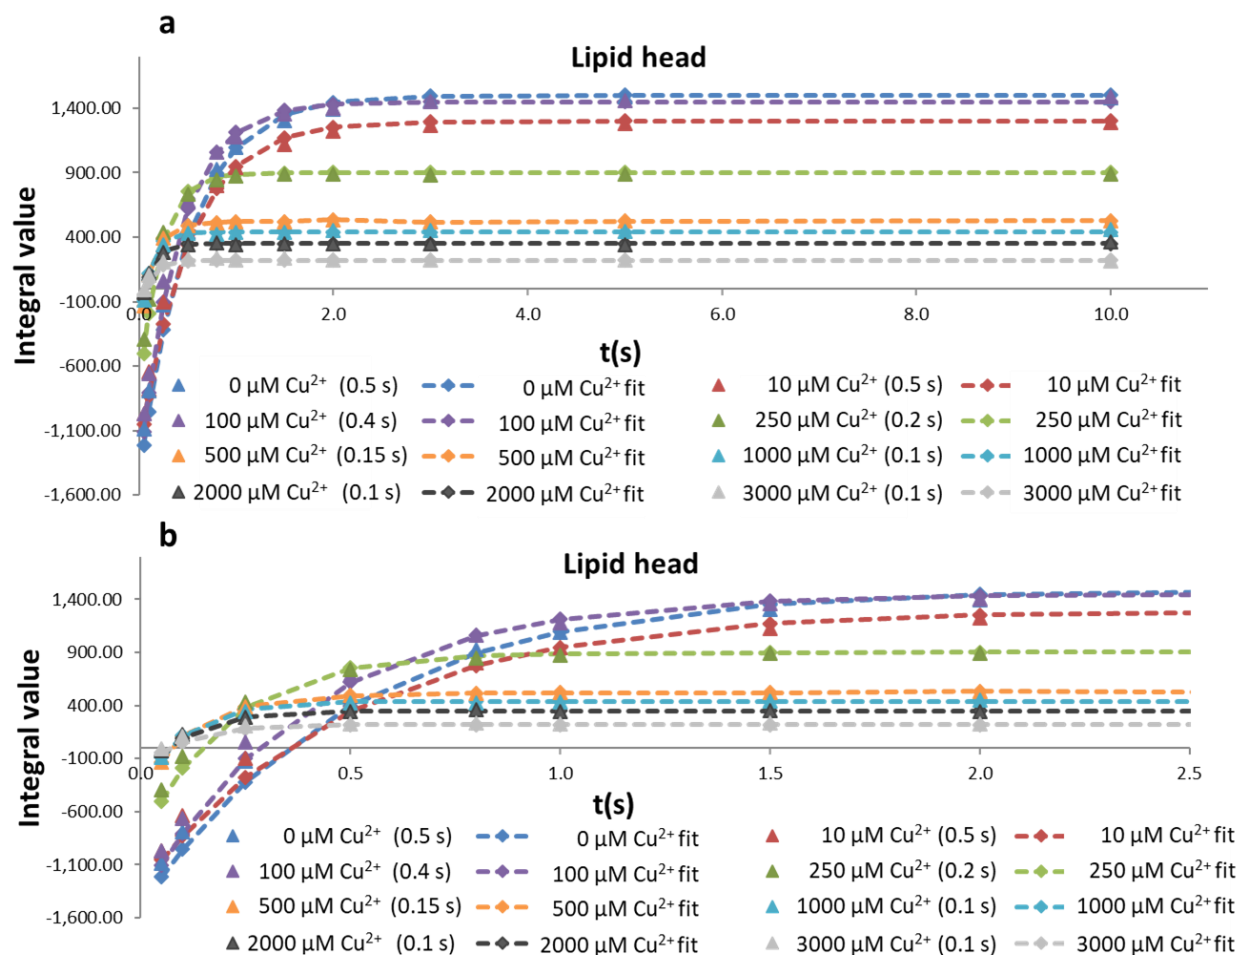 a
Lipid head
1,400.00
900.00
400.00
-100.00
-600.00
-1,100.00
-1,600.00
Integral value
0.0 2.0 4.0 6.0 8.0 10.0
t(s)
0 µM Cu²⁺ (0.5 s) 0 µM Cu²⁺ fit 10 µM Cu²⁺ (0.5 s) 10 µM Cu²⁺ fit
100 µM Cu²⁺ (0.4 s) 100 µM Cu²⁺ fit 250 µM Cu²⁺ (0.2 s) 250 µM Cu²⁺ fit
500 µM Cu²⁺ (0.15 s) 500 µM Cu²⁺ fit 1000 µM Cu²⁺ (0.1 s) 1000 µM Cu²⁺ fit
2000 µM Cu²⁺ (0.1 s) 2000 µM Cu²⁺ fit 3000 µM Cu²⁺ (0.1 s) 3000 µM Cu²⁺ fit
b
Lipid head
1,400.00
900.00
400.00
-100.00
-600.00
-1,100.00
-1,600.00
Integral value
0.0 0.5 1.0 1.5 2.0 2.5
t(s)
0 µM Cu²⁺ (0.5 s) 0 µM Cu²⁺ fit 10 µM Cu²⁺ (0.5 s) 10 µM Cu²⁺ fit
100 µM Cu²⁺ (0.4 s) 100 µM Cu²⁺ fit 250 µM Cu²⁺ (0.2 s) 250 µM Cu²⁺ fit
500 µM Cu²⁺ (0.15 s) 500 µM Cu²⁺ fit 1000 µM Cu²⁺ (0.1 s) 1000 µM Cu²⁺ fit
2000 µM Cu²⁺ (0.1 s) 2000 µM Cu²⁺ fit 3000 µM Cu²⁺ (0.1 s) 3000 µM Cu²⁺ fit